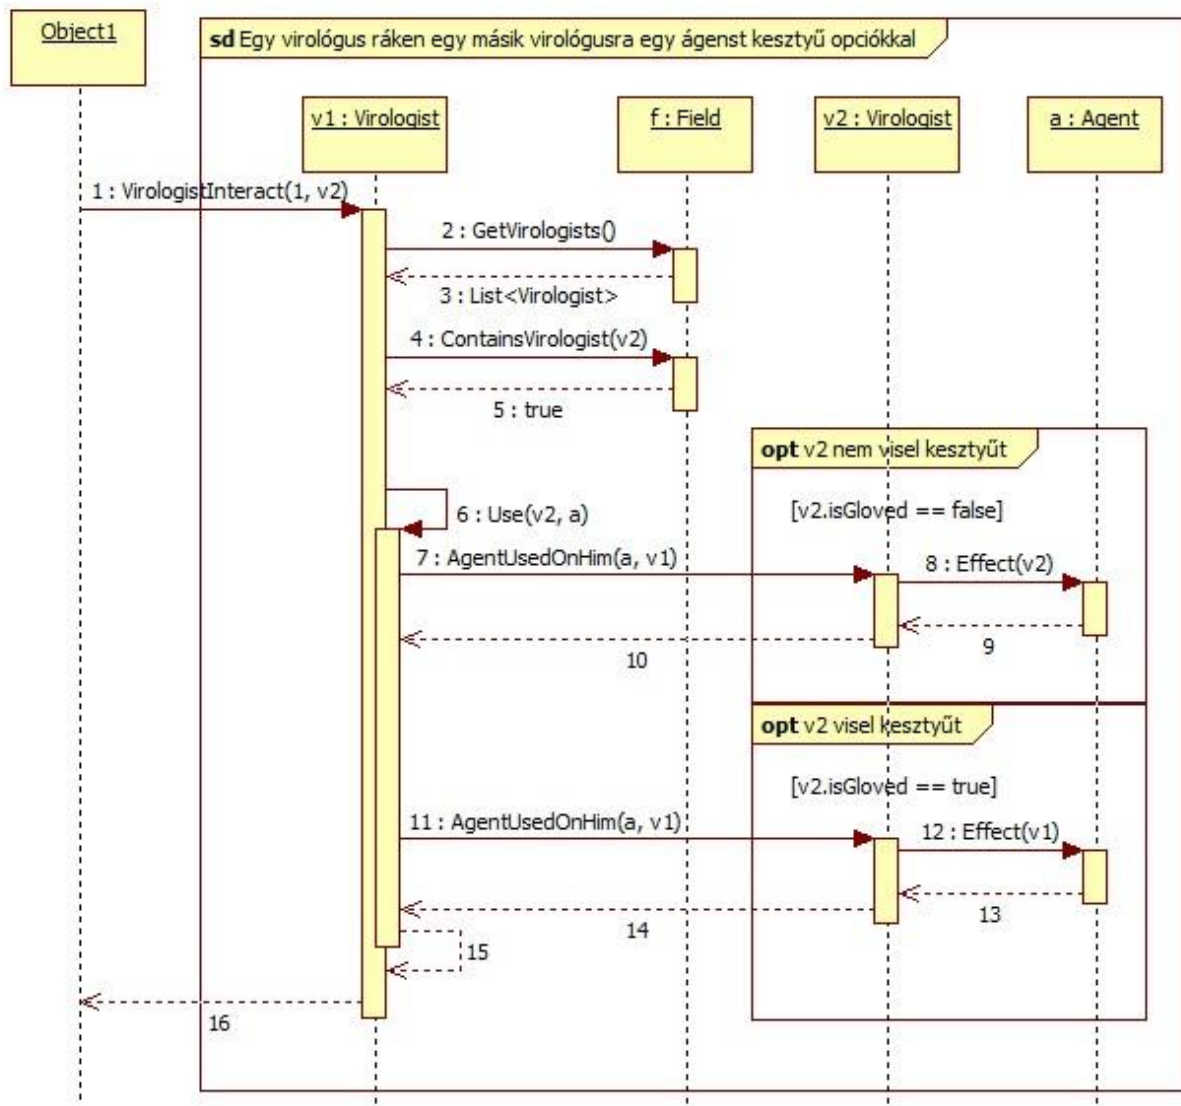 Object1
sd Egy virológus ráken egy másik virológusra egy ágenst kesztyű opciókkal
v1 : Virologist
f : Field
v2 : Virologist
a : Agent
1 : VirologistInteract(1, v2)
2 : GetVirologists()
3 : List<Virologist>
4 : ContainsVirologist(v2)
5 : true
opt v2 nem visel kesztyűt
[v2.isGloved == false]
6 : Use(v2, a)
7 : AgentUsedOnHim(a, v1)
8 : Effect(v2)
9
10
opt v2 visel kesztyűt
[v2.isGloved == true]
11 : AgentUsedOnHim(a, v1)
12 : Effect(v1)
13
14
15
16